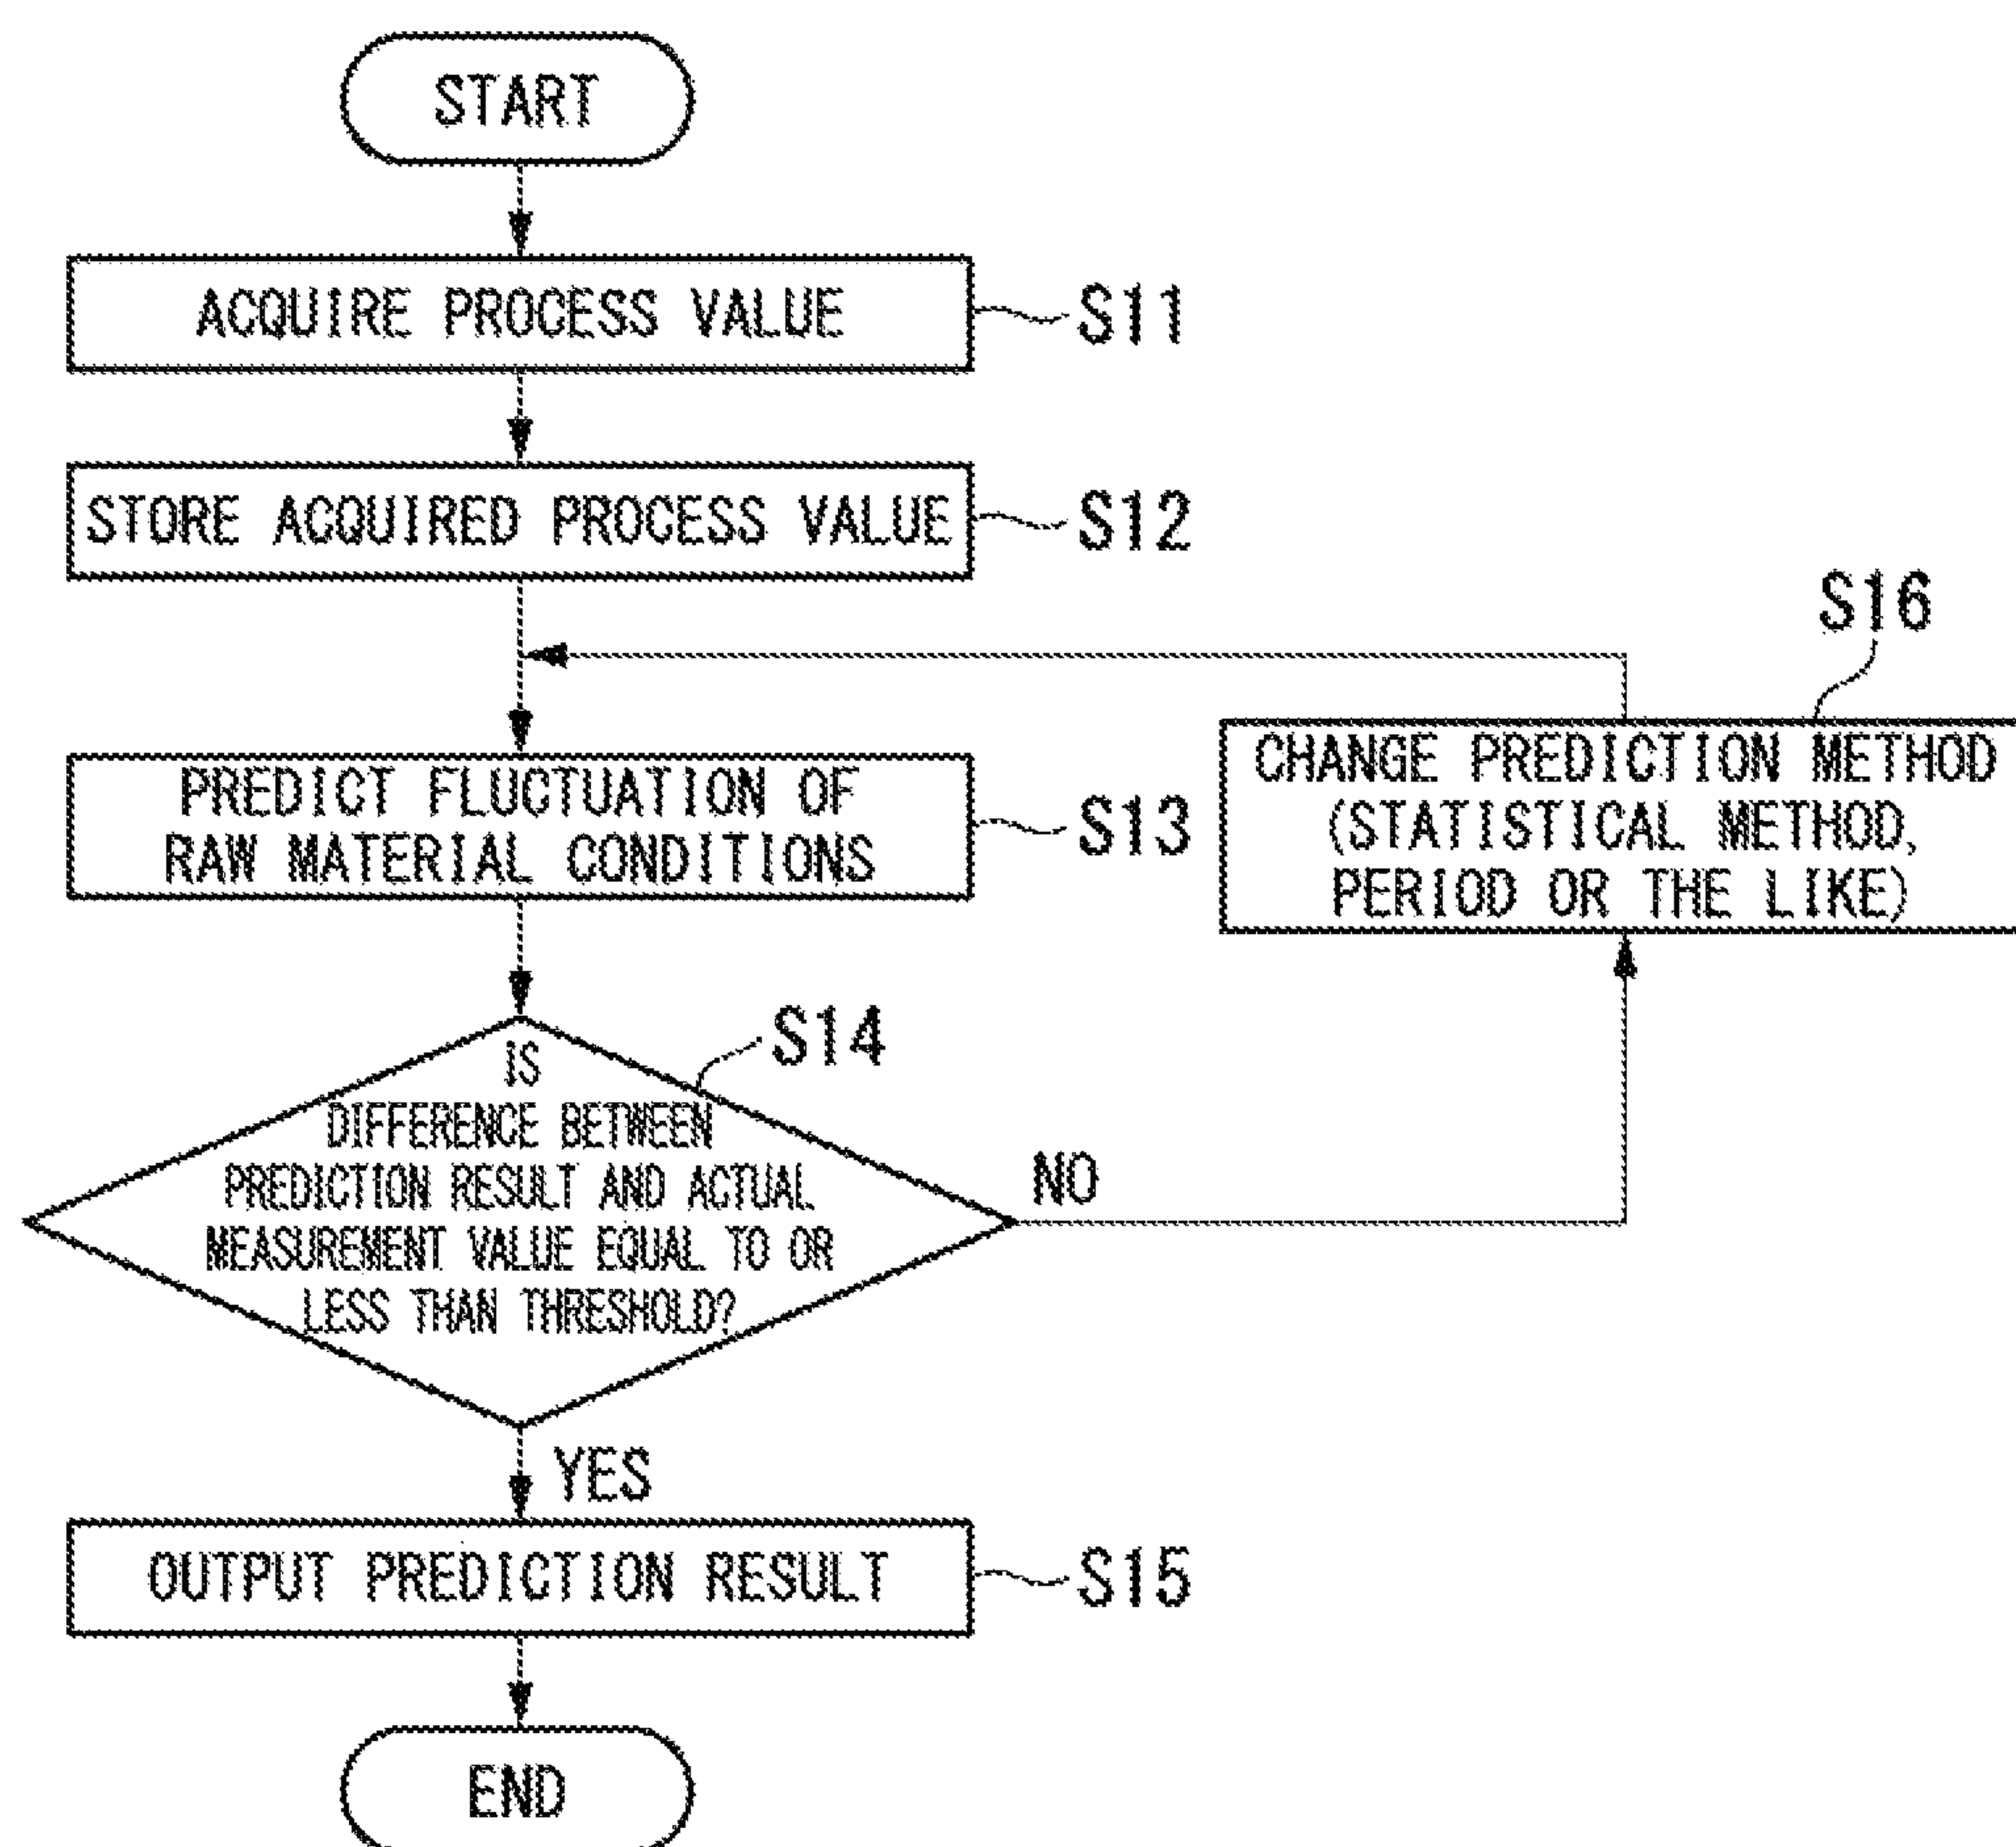 START
ACQUIRE PROCESS VALUE
S11
STORE ACQUIRED PROCESS VALUE
S12
S16
CHANGE PREDICTION METHOD
(STATISTICAL METHOD,
PERIOD OR THE LIKE)
PREDICT FLUCTUATION OF
RAW MATERIAL CONDITIONS
S13
S14
IS
DIFFERENCE BETWEEN
PREDICTION RESULT AND ACTUAL
MEASUREMENT VALUE EQUAL TO OR
LESS THAN THRESHOLD?
NO
YES
OUTPUT PREDICTION RESULT
S15
END